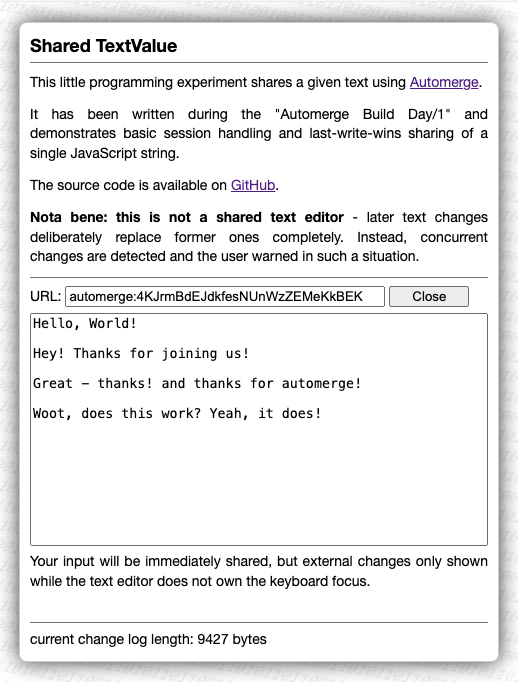 Shared TextValue
This little programming experiment shares a given text using Automerge.
It has been written during the "Automerge Build Day/1" and
demonstrates basic session handling and last-write-wins sharing of a
single JavaScript string.
The source code is available on GitHub.
Nota bene: this is not a shared text editor - later text changes
deliberately replace former ones completely. Instead, concurrent
changes are detected and the user warned in such a situation.
URL: automerge:4KJrmBdEJdkfesNUnWzZEMeKkBEK Close
Hello, World!
Hey! Thanks for joining us!
Great – thanks! and thanks for automerge!
Woot, does this work? Yeah, it does!
Your input will be immediately shared, but external changes only shown
while the text editor does not own the keyboard focus.
current change log length: 9427 bytes